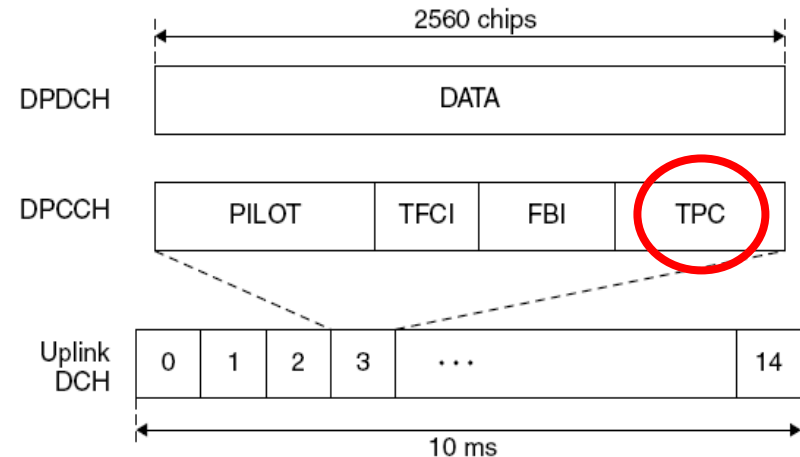 2560 chips
DPDCH DATA
DPCCH PILOT TFCI FBI TPC
Uplink
DCH
0 1 2 3 ... 14
10 ms